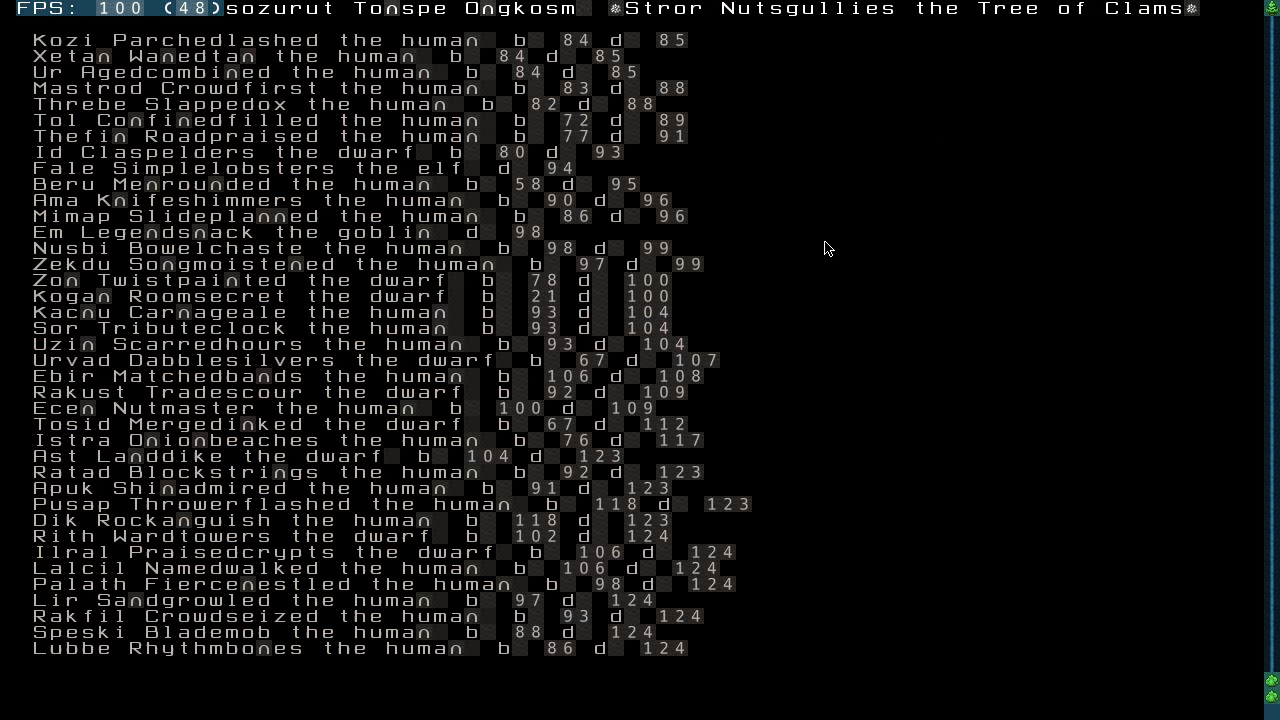 FPS: 100 (48)sozurut Tonspe Ongkosm *Stror Nutsgullies the Tree of Clams*
Kozi Parchedlashed the human b 84 d 85
Xetan Wanedtan the human b 84 d 85
Ur Agedcombined the human b 84 d 85
Mastrod Crowdfirst the human b 83 d 88
Threbe Slappedox the human b 82 d 88
Tol Confinedfilled the human b 72 d 89
Thefin Roadpraised the human b 77 d 91
Id Claspelders the dwarf b 80 d 93
Fale Simplelobsters the elf d 94
Beru Menrounded the human b 58 d 95
Ama Knifeshimmers the human b 90 d 96
Mimap Slideplanned the human b 86 d 96
Em Legendsnack the goblin d 98
Nusbi Bowelchaste the human b 98 d 99
Zekdu Songmoistened the human b 97 d 99
Zon Twistpainted the dwarf b 78 d 100
Kogan Roomsecret the dwarf b 21 d 100
Kacnu Carnageale the human b 93 d 104
Sor Tributeclock the human b 93 d 104
Uzin Scarredhours the human b 93 d 104
Urvad Dabblesilvers the dwarf b 67 d 107
Ebir Matchedbands the human b 106 d 108
Rakust Tradescour the dwarf b 92 d 109
Ecen Nutmaster the human b 100 d 109
Tosid Mergedinked the dwarf b 67 d 112
Istra Onionbeaches the human b 76 d 117
Ast Landdike the dwarf b 104 d 123
Ratad Blockstrings the human b 92 d 123
Apuk Shinadmired the human b 91 d 123
Pusap Throwerflashed the human b 118 d 123
Dik Rockanguish the human b 118 d 123
Rith Wardtowers the dwarf b 102 d 124
Ilral Praisedcrypts the dwarf b 106 d 124
Lalcil Namedwalked the human b 106 d 124
Palath Fiercenestled the human b 98 d 124
Lir Sandgrowled the human b 97 d 124
Rakfil Crowdseized the human b 93 d 124
Speski Blademob the human b 88 d 124
Lubbe Rhythmbones the human b 86 d 124